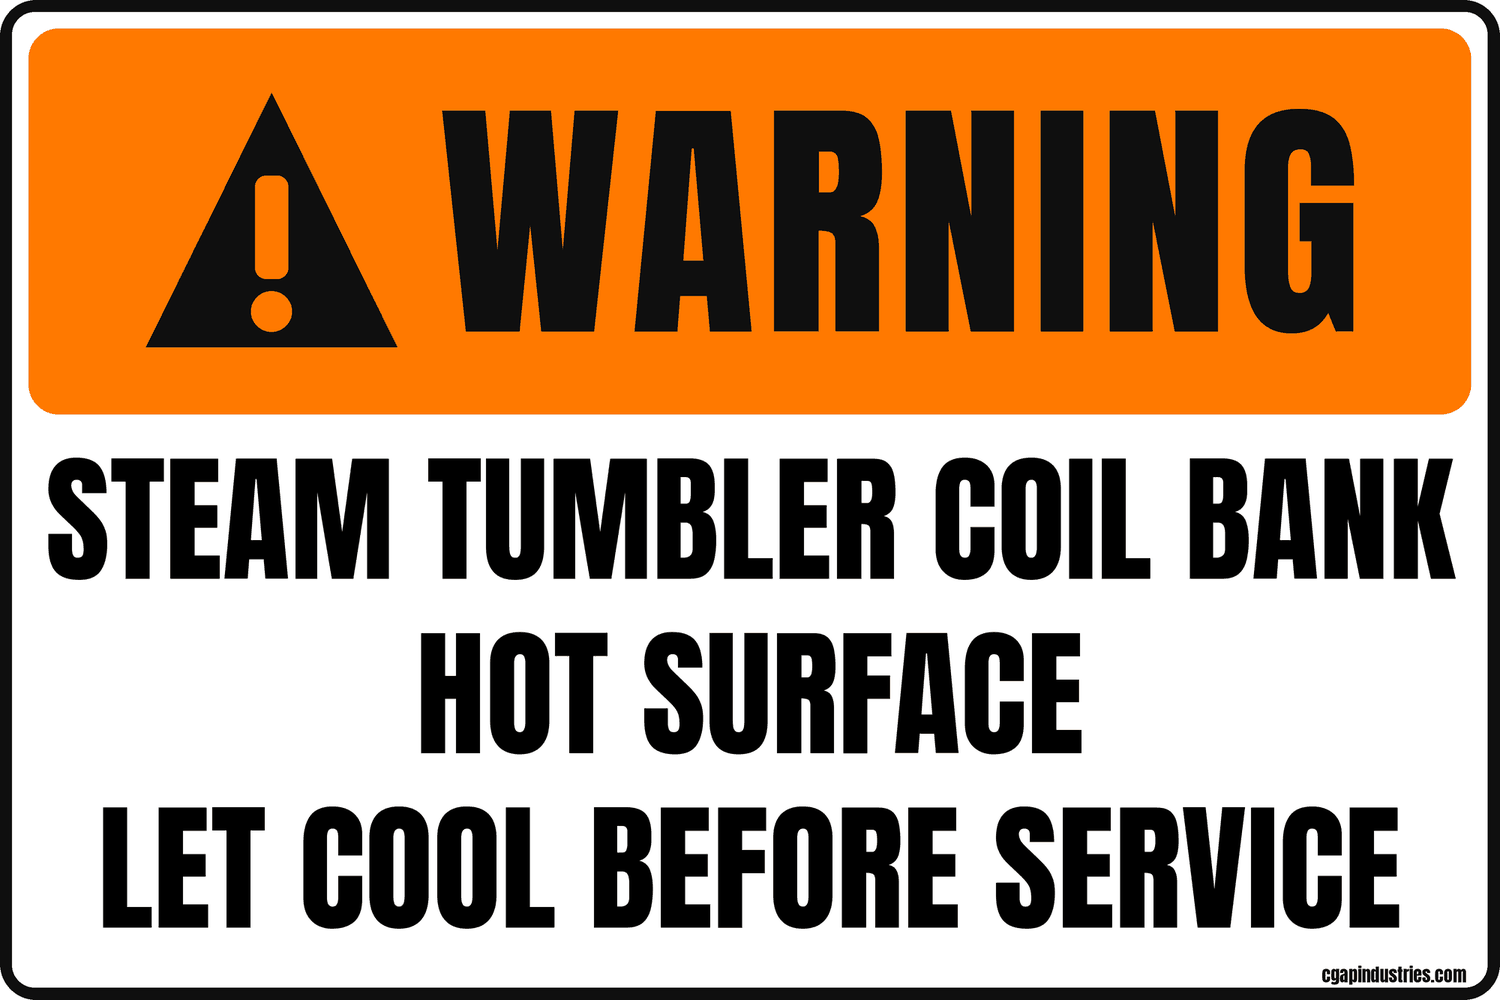 WARNING
STEAM TUMBLER COIL BANK
HOT SURFACE
LET COOL BEFORE SERVICE
cgapindustries.com